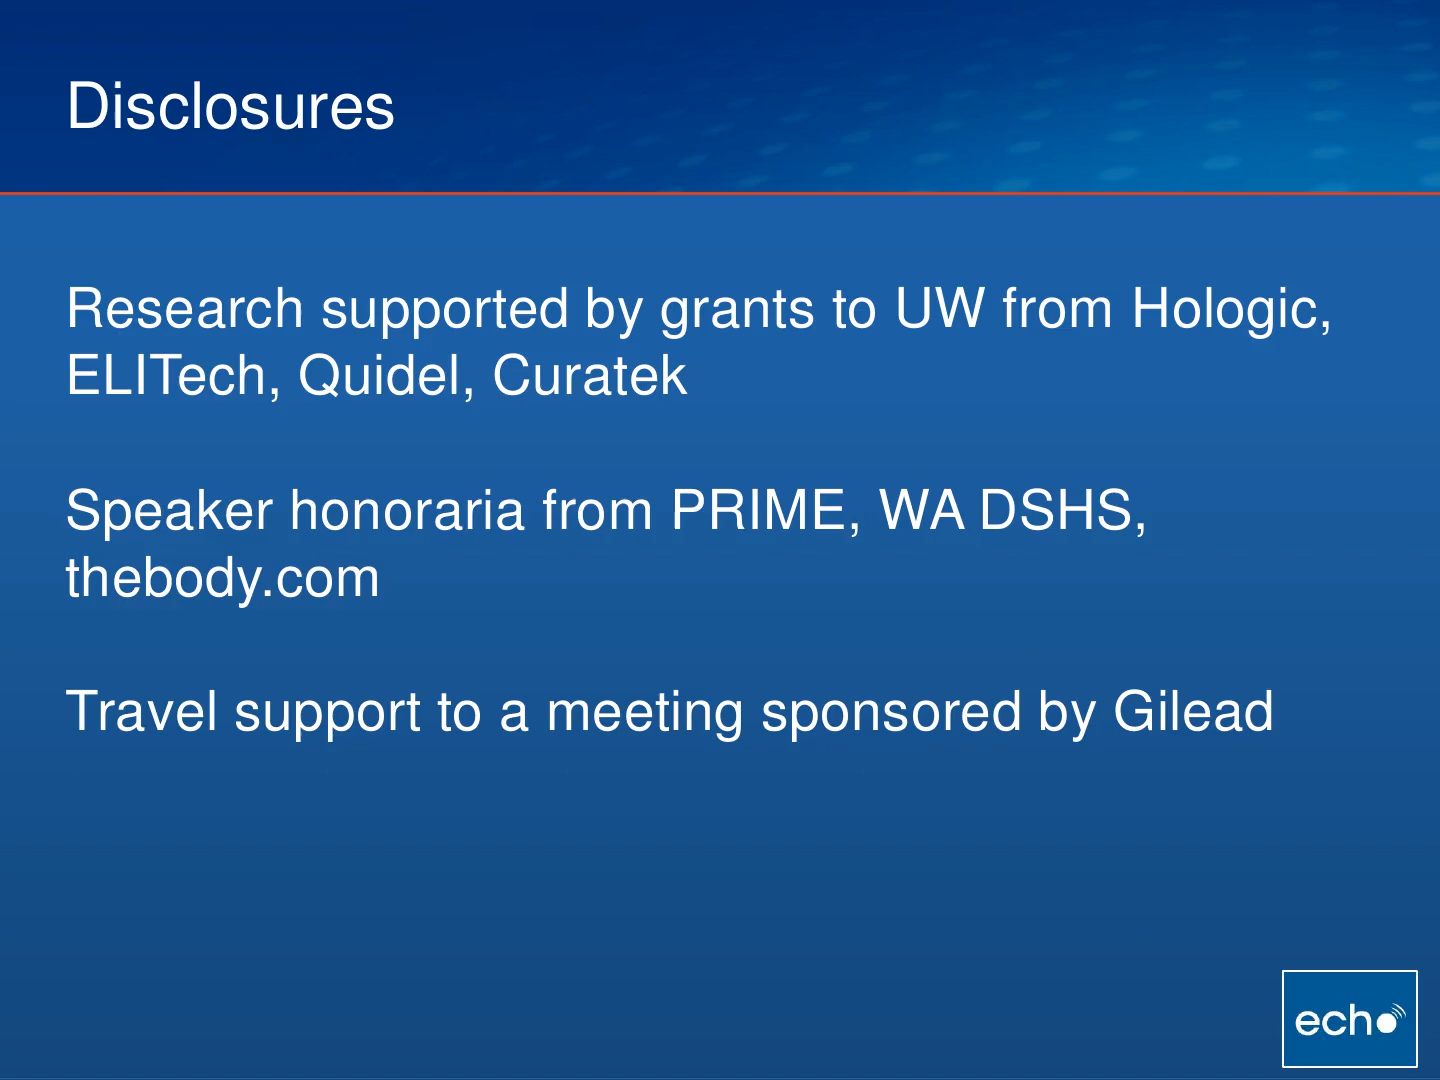 Disclosures
Research supported by grants to UW from Hologic,
ELITech, Quidel, Curatek
Speaker honoraria from PRIME, WA DSHS,
thebody.com
Travel support to a meeting sponsored by Gilead
echo